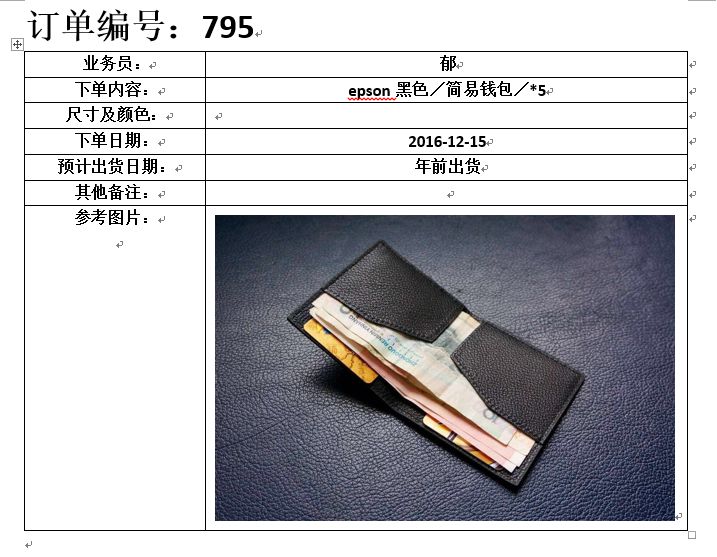 订单编号：795
业务员： 郁
下单内容： epson 黑色／简易钱包／*5
尺寸及颜色：
下单日期： 2016-12-15
预计出货日期： 年前出货
其他备注：
参考图片：